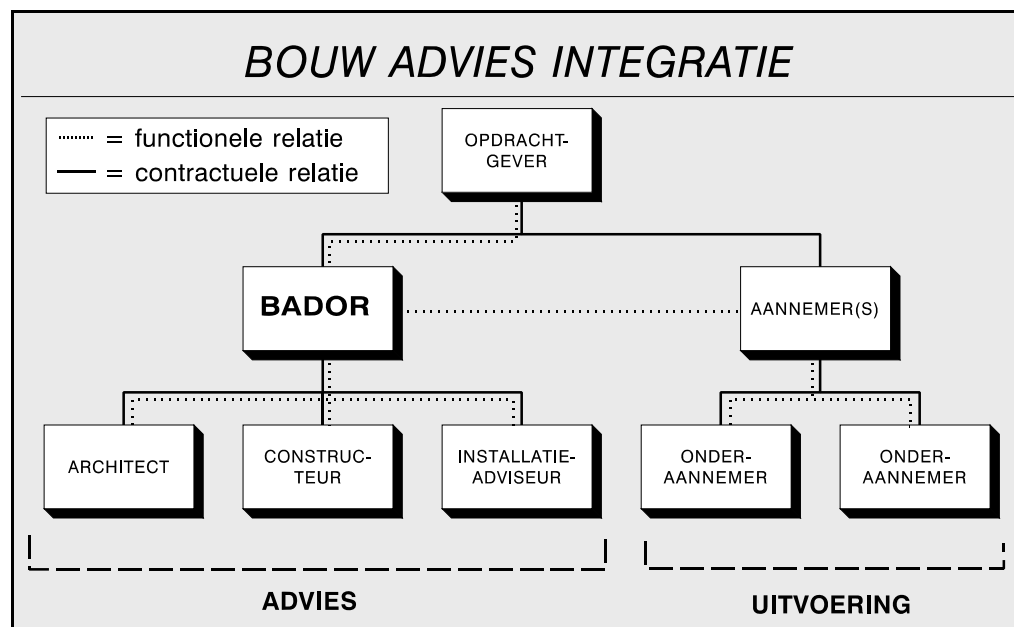 BOUW ADVIES INTEGRATIE
= functionele relatie
= contractuele relatie
OPDRACHT-
GEVER
BADOR
AANNEMER(S)
ARCHITECT
CONSTRUC-
TEUR
INSTALLATIE-
ADVISEUR
ONDER-
AANNEMER
ONDER-
AANNEMER
ADVIES
UITVOERING